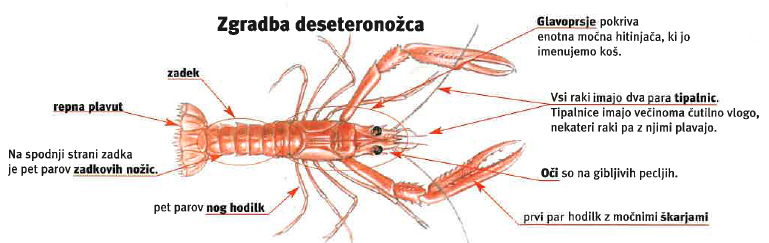 Zgradba deseteronožca
Glavoprsje pokriva
enotna močna hitinjača, ki jo
imenujemo koš.
zadek
repna plavut
Vsi raki imajo dva para tipalnic.
Tipalnice imajo večinoma čutilno vlogo,
nekateri raki pa z njimi plavajo.
Na spodnji strani zadka
je pet parov zadkovih nožic.
Oči so na gibljivih pecljih.
pet parov nog hodilk
prvi par hodilk z močnimi škarjami